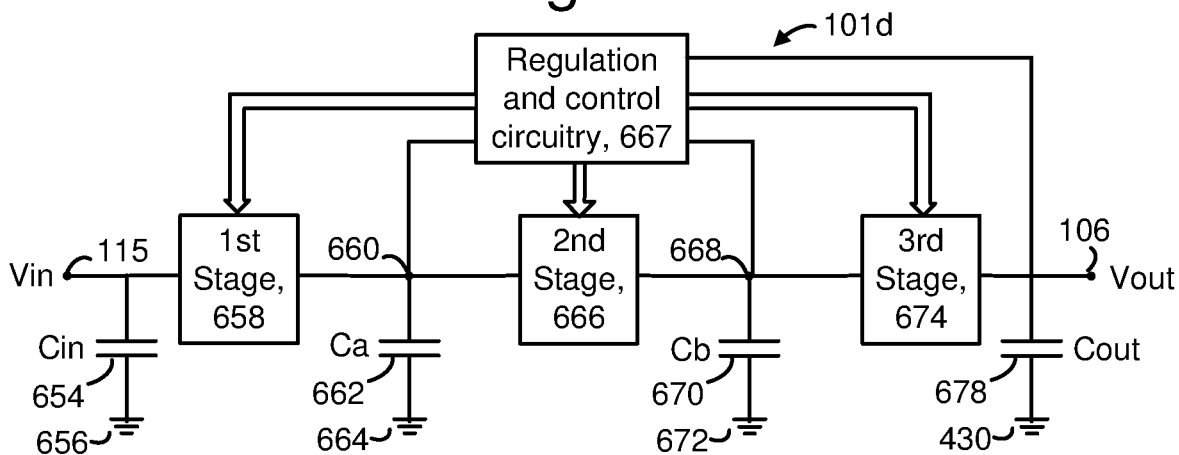 101d
Regulation
and control
circuitry, 667
115
Vin
1st
Stage,
658
660
2nd
Stage,
666
668
3rd
Stage,
674
106
Vout
Cin
654
656
Ca
662
664
Cb
670
672
Cout
678
430